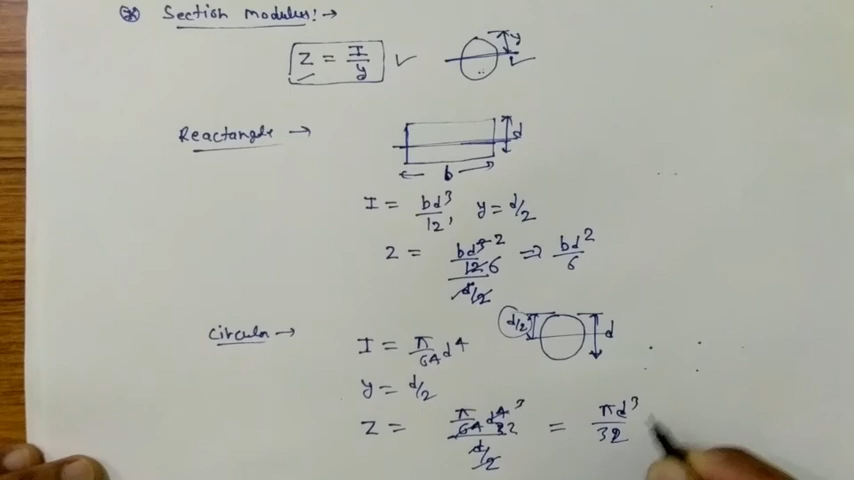 Section modulus:→
Z = I/y ✓
y
Reactangle →
d
b
I = bd³/12, y = d/2
Z = bd³/12 / d/2 ⇒ bd²/6
Circular →
d/2
d
I = π/64 d⁴
y = d/2
Z = π/64 d⁴ / d/2 = πd³/32